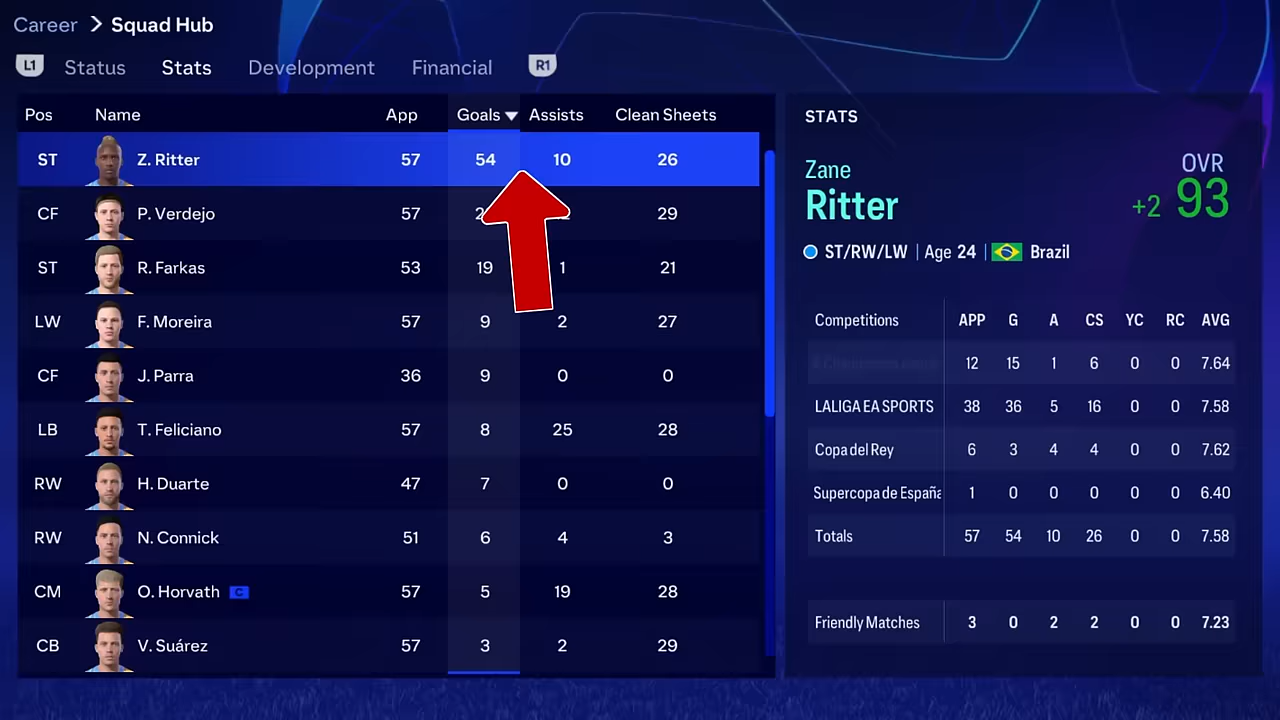 Career > Squad Hub
L1 Status Stats Development Financial R1
Pos Name App Goals Assists Clean Sheets
ST Z. Ritter 57 54 10 26
CF P. Verdejo 57 29
ST R. Farkas 53 19 1 21
LW F. Moreira 57 9 2 27
CF J. Parra 36 9 0 0
LB T. Feliciano 57 8 25 28
RW H. Duarte 47 7 0 0
RW N. Connick 51 6 4 3
CM O. Horvath C 57 5 19 28
CB V. Suárez 57 3 2 29
STATS
Zane
Ritter
OVR
+2 93
ST/RW/LW | Age 24 | Brazil
Competitions APP G A CS YC RC AVG
12 15 1 6 0 0 7.64
LALIGA EA SPORTS 38 36 5 16 0 0 7.58
Copa del Rey 6 3 4 4 0 0 7.62
Supercopa de España 1 0 0 0 0 0 6.40
Totals 57 54 10 26 0 0 7.58
Friendly Matches 3 0 2 2 0 0 7.23